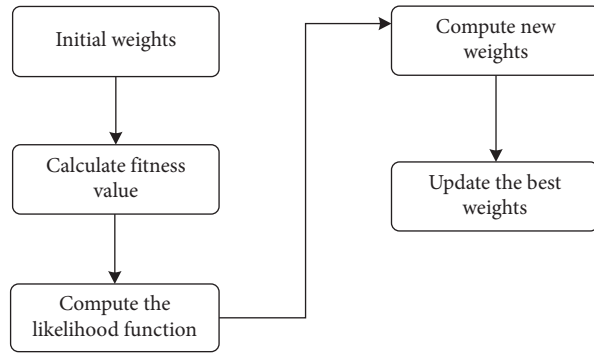 Initial weights
Calculate fitness
value
Compute the
likelihood function
Compute new
weights
Update the best
weights